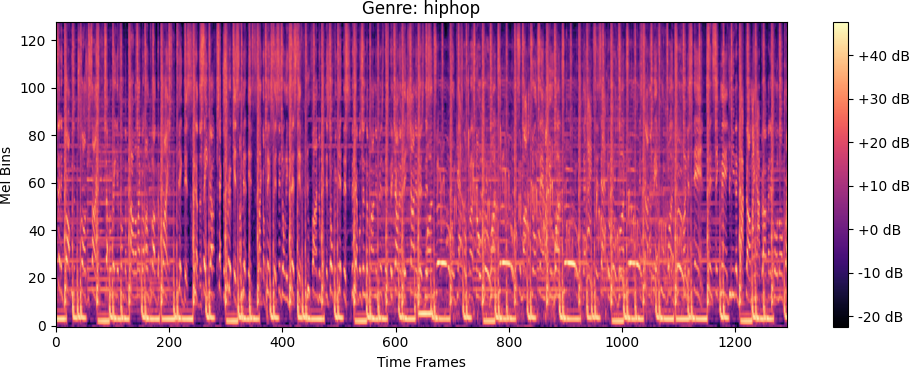 Genre: hiphop
120
100
80
60
40
20
0
Mel Bins
0 200 400 600 800 1000 1200
Time Frames
+40 dB
+30 dB
+20 dB
+10 dB
+0 dB
-10 dB
-20 dB